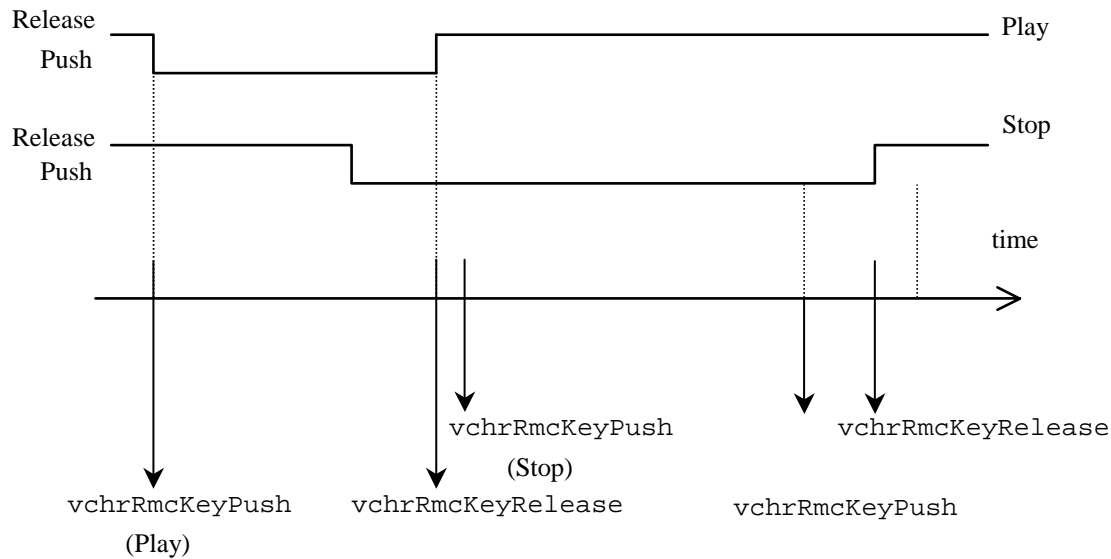 Release
Play
Push
Release
Stop
Push
time
vchrRmcKeyPush
vchrRmcKeyRelease
(Stop)
vchrRmcKeyPush
vchrRmcKeyRelease
vchrRmcKeyPush
(Play)